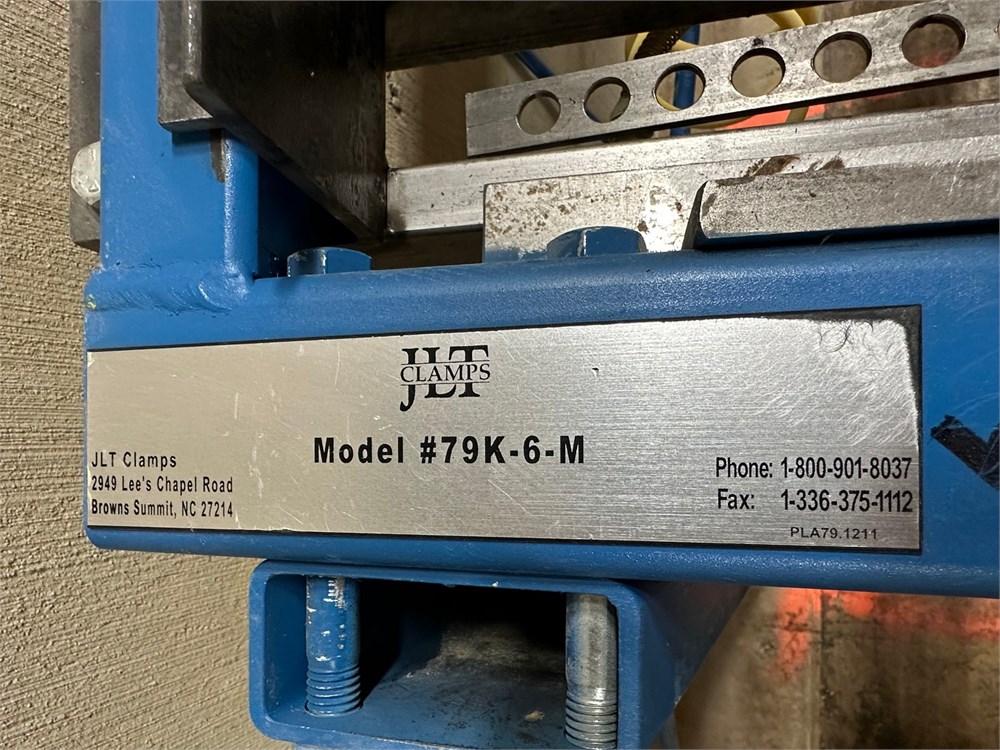 JLT
CLAMPS
Model #79K-6-M
JLT Clamps
2949 Lee's Chapel Road
Browns Summit, NC 27214
Phone: 1-800-901-8037
Fax: 1-336-375-1112
PLA79.1211